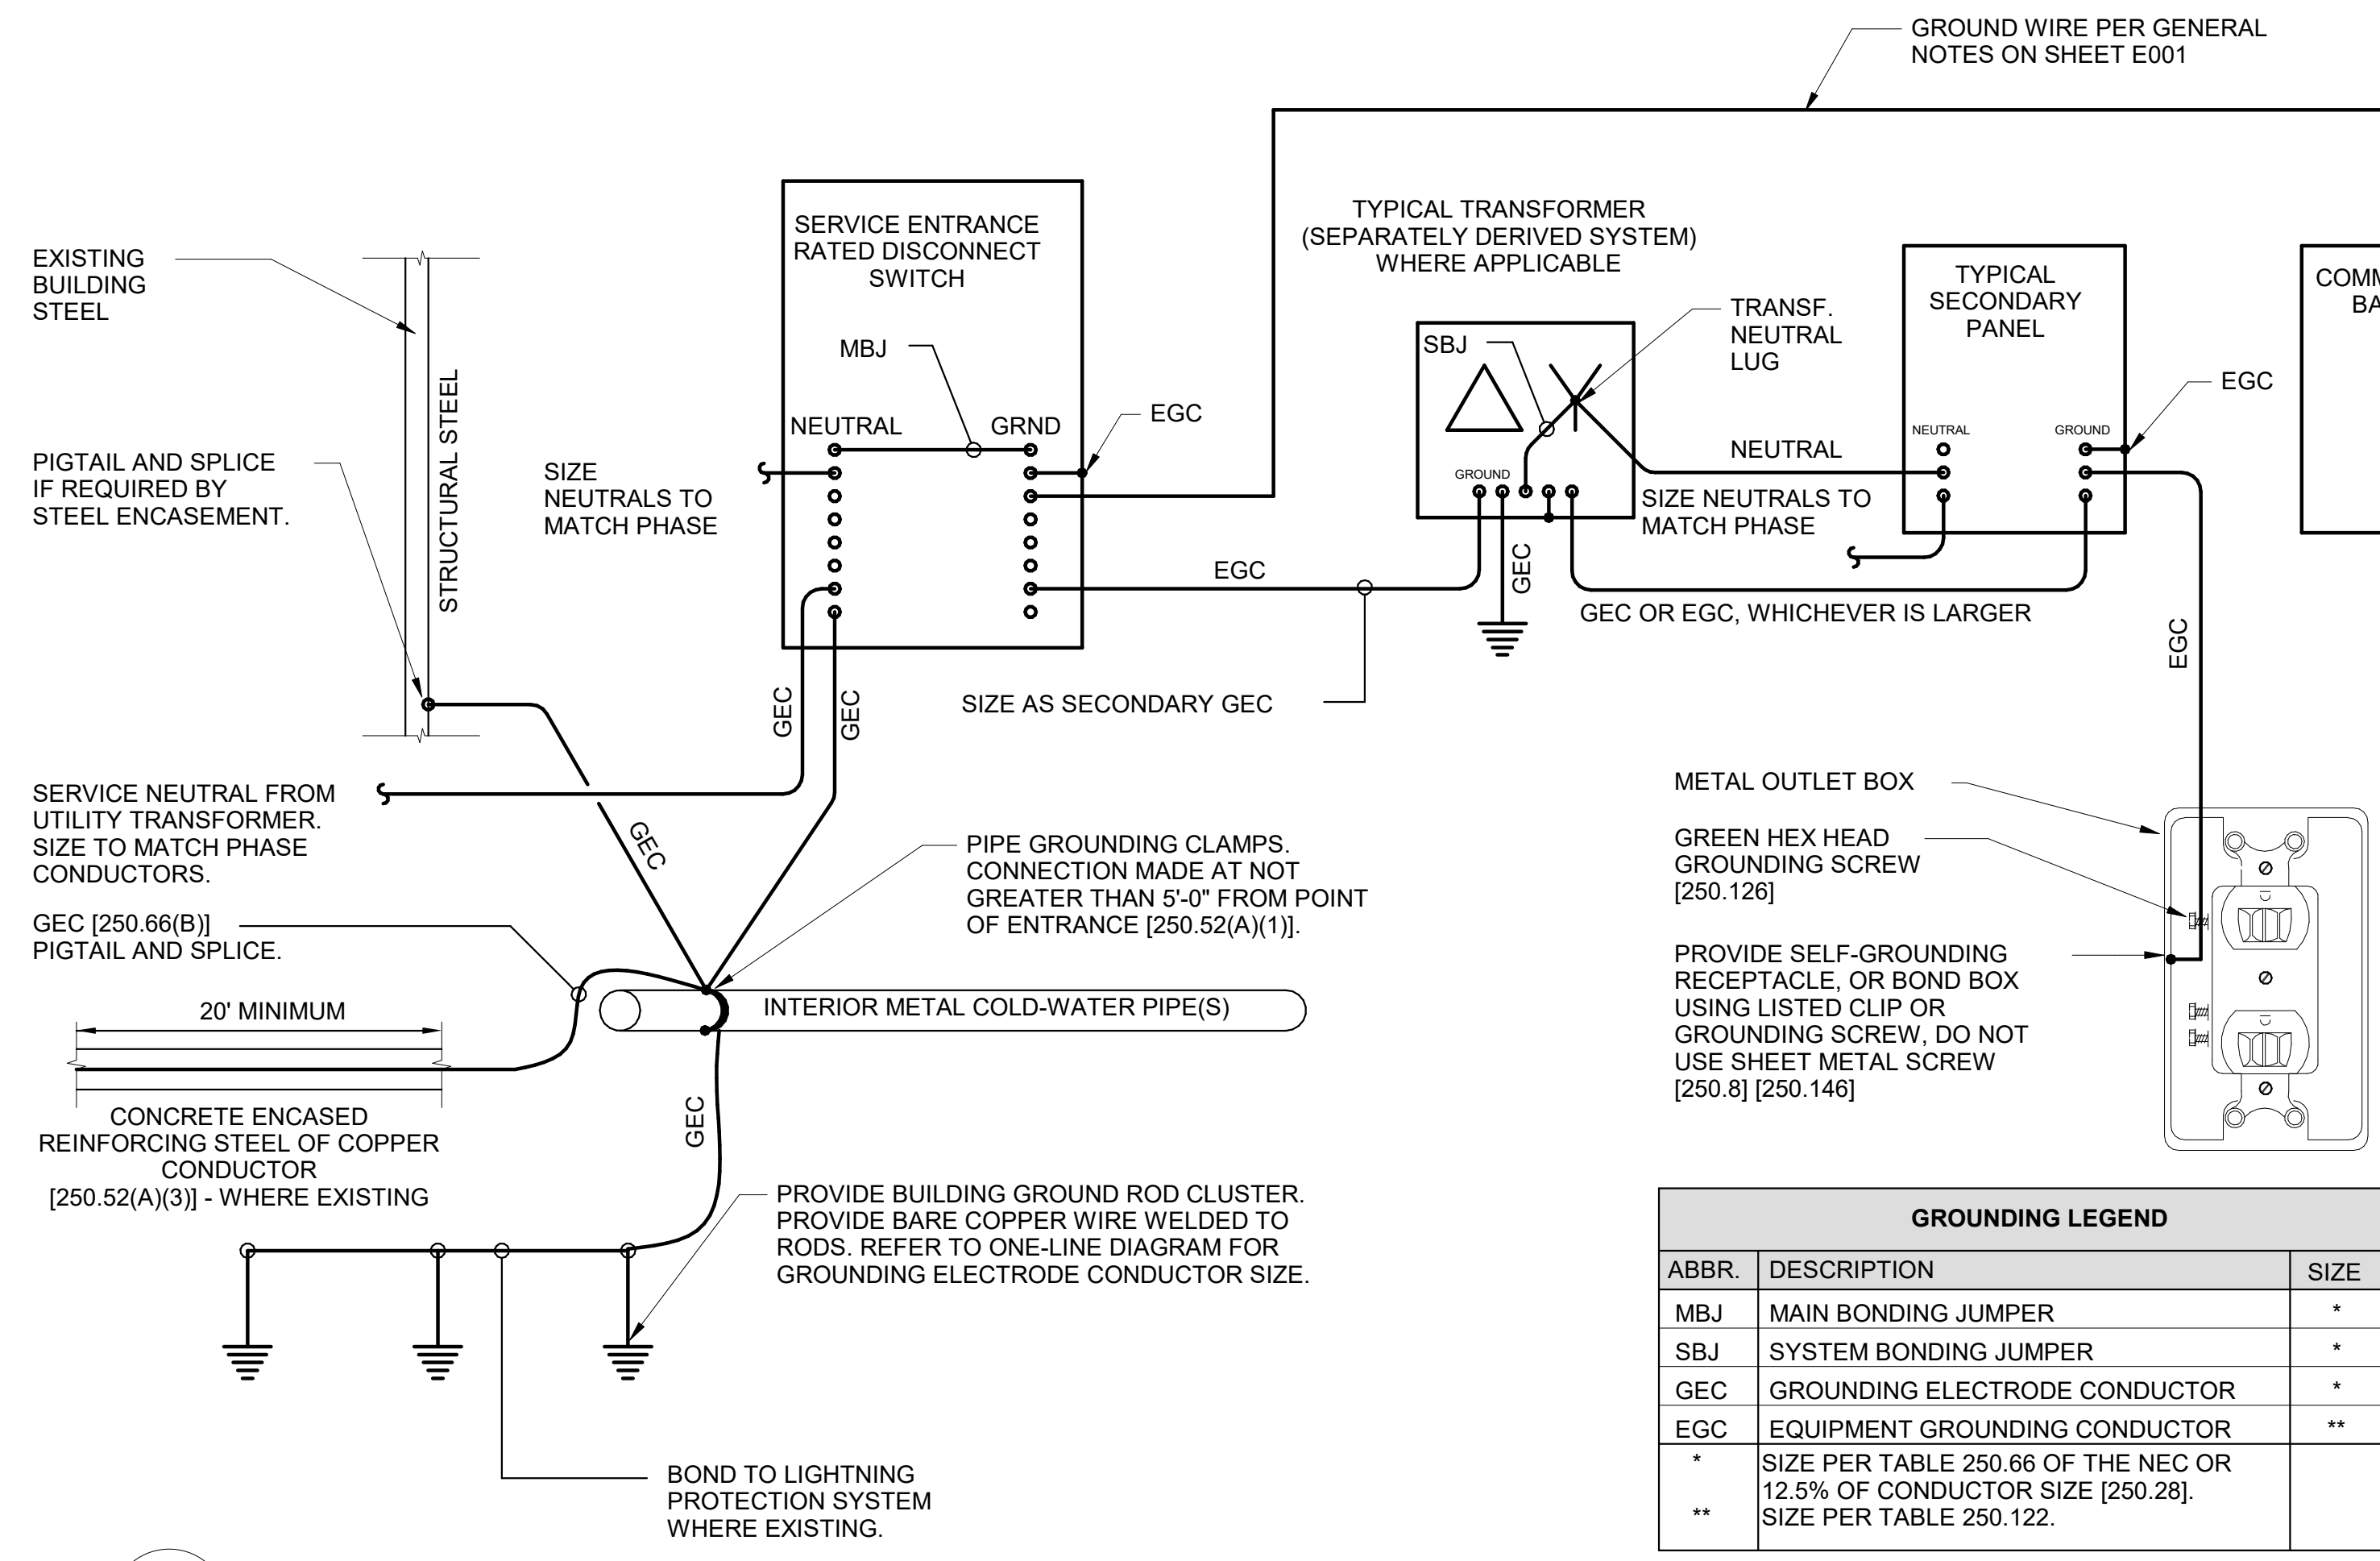 GROUND WIRE PER GENERAL
NOTES ON SHEET E001
EXISTING
BUILDING
STEEL
STRUCTURAL STEEL
PIGTAIL AND SPLICE
IF REQUIRED BY
STEEL ENCASEMENT.
SERVICE ENTRANCE
RATED DISCONNECT
SWITCH
MBJ
NEUTRAL
GRND
EGC
SIZE
NEUTRALS TO
MATCH PHASE
TYPICAL TRANSFORMER
(SEPARATELY DERIVED SYSTEM)
WHERE APPLICABLE
SBJ
TRANSF.
NEUTRAL
LUG
GROUND
NEUTRAL
SIZE NEUTRALS TO
MATCH PHASE
TYPICAL
SECONDARY
PANEL
NEUTRAL
GROUND
EGC
COMM
BA
EGC
GEC
GEC OR EGC, WHICHEVER IS LARGER
EGC
GEC
GEC
SIZE AS SECONDARY GEC
SERVICE NEUTRAL FROM
UTILITY TRANSFORMER.
SIZE TO MATCH PHASE
CONDUCTORS.
GEC
PIPE GROUNDING CLAMPS.
CONNECTION MADE AT NOT
GREATER THAN 5'-0" FROM POINT
OF ENTRANCE [250.52(A)(1)].
GEC [250.66(B)]
PIGTAIL AND SPLICE.
20' MINIMUM
INTERIOR METAL COLD-WATER PIPE(S)
CONCRETE ENCASED
REINFORCING STEEL OF COPPER
CONDUCTOR
[250.52(A)(3)] - WHERE EXISTING
GEC
PROVIDE BUILDING GROUND ROD CLUSTER.
PROVIDE BARE COPPER WIRE WELDED TO
RODS. REFER TO ONE-LINE DIAGRAM FOR
GROUNDING ELECTRODE CONDUCTOR SIZE.
BOND TO LIGHTNING
PROTECTION SYSTEM
WHERE EXISTING.
METAL OUTLET BOX
GREEN HEX HEAD
GROUNDING SCREW
[250.126]
PROVIDE SELF-GROUNDING
RECEPTACLE, OR BOND BOX
USING LISTED CLIP OR
GROUNDING SCREW, DO NOT
USE SHEET METAL SCREW
[250.8] [250.146]
GROUNDING LEGEND
ABBR. DESCRIPTION SIZE
MBJ MAIN BONDING JUMPER *
SBJ SYSTEM BONDING JUMPER *
GEC GROUNDING ELECTRODE CONDUCTOR *
EGC EQUIPMENT GROUNDING CONDUCTOR **
* SIZE PER TABLE 250.66 OF THE NEC OR
12.5% OF CONDUCTOR SIZE [250.28].
** SIZE PER TABLE 250.122.